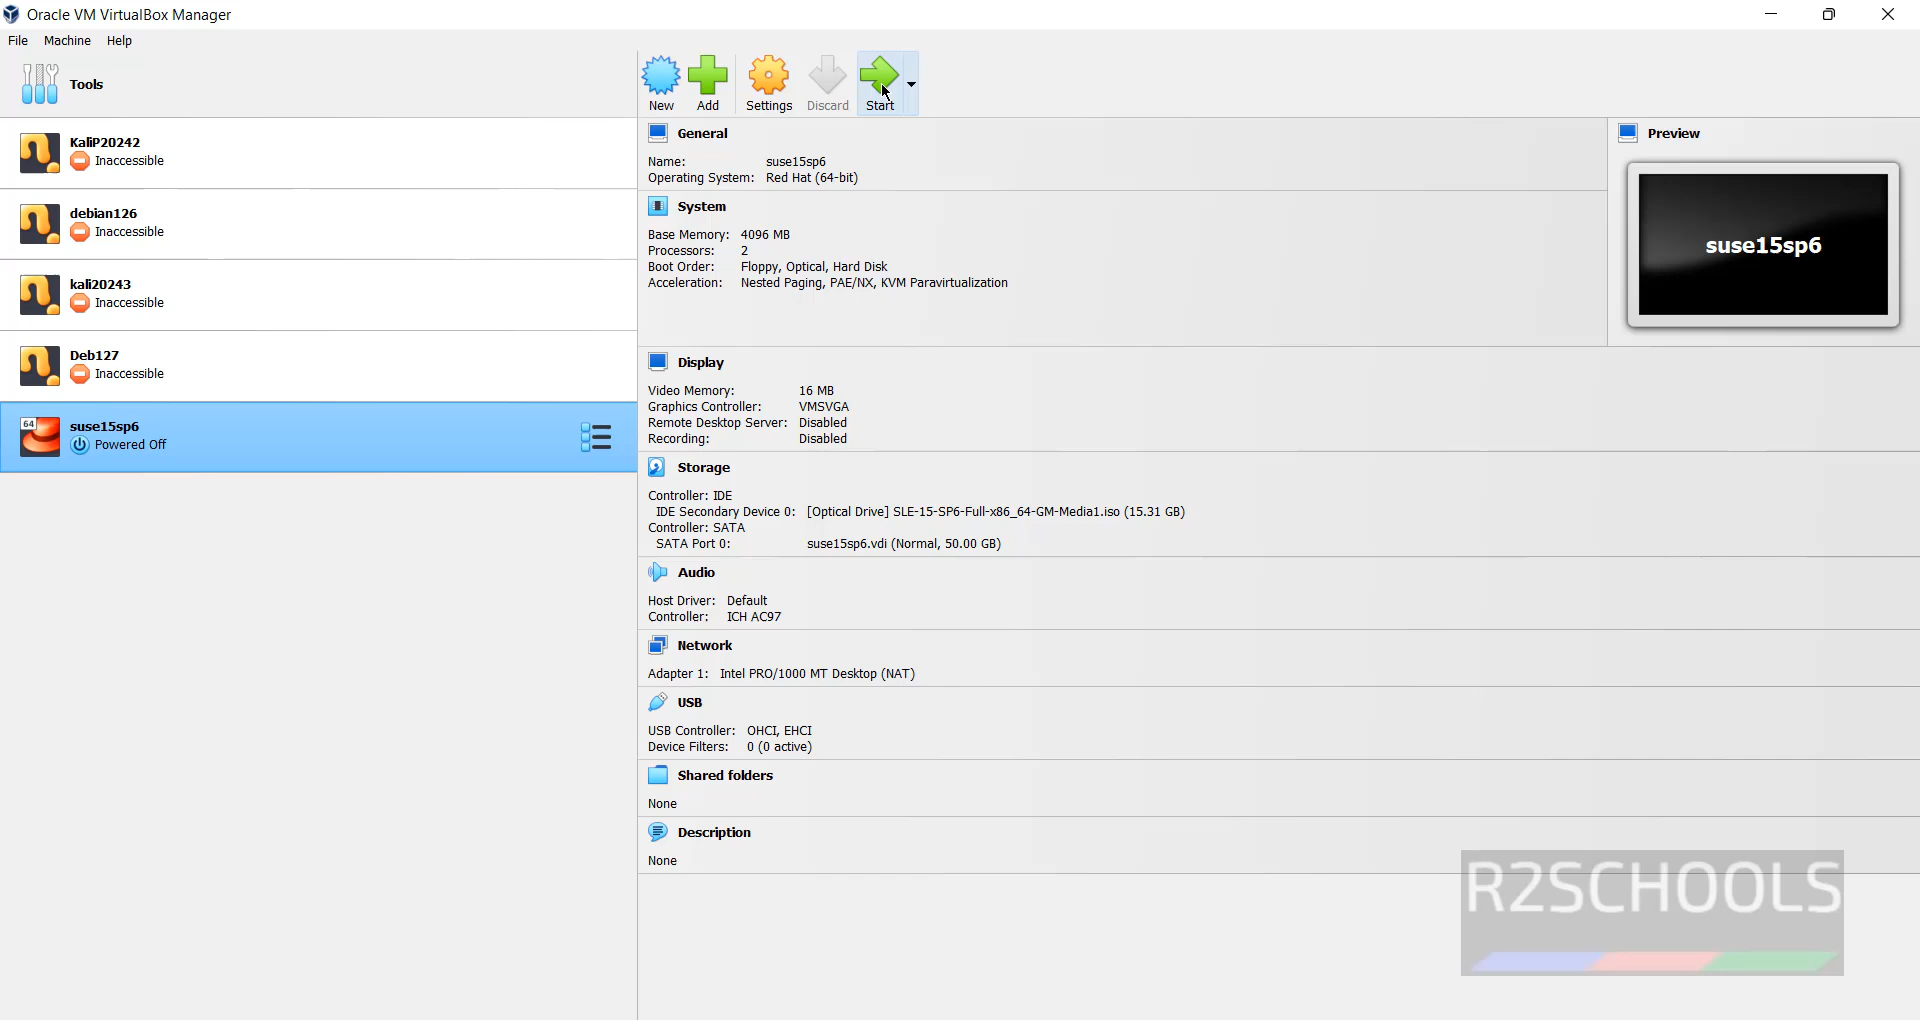 Oracle VM VirtualBox Manager
File Machine Help
Tools
New Add Settings Discard Start
KaliP20242
Inaccessible
debian126
Inaccessible
kali20243
Inaccessible
Deb127
Inaccessible
64
suse15sp6
Powered Off
General
Name: suse15sp6
Operating System: Red Hat (64-bit)
Preview
suse15sp6
System
Base Memory: 4096 MB
Processors: 2
Boot Order: Floppy, Optical, Hard Disk
Acceleration: Nested Paging, PAE/NX, KVM Paravirtualization
Display
Video Memory: 16 MB
Graphics Controller: VMSVGA
Remote Desktop Server: Disabled
Recording: Disabled
Storage
Controller: IDE
IDE Secondary Device 0: [Optical Drive] SLE-15-SP6-Full-x86_64-GM-Media1.iso (15.31 GB)
Controller: SATA
SATA Port 0: suse15sp6.vdi (Normal, 50.00 GB)
Audio
Host Driver: Default
Controller: ICH AC97
Network
Adapter 1: Intel PRO/1000 MT Desktop (NAT)
USB
USB Controller: OHCI, EHCI
Device Filters: 0 (0 active)
Shared folders
None
Description
None
R2SCHOOLS